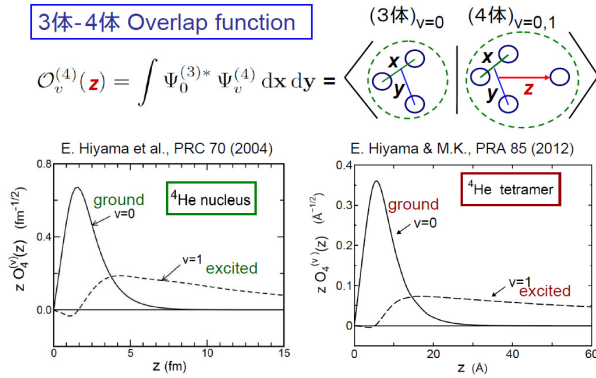 3体-4体 Overlap function
(3体)v=0 (4体)v=0,1
𝒪v(4)(z) = ∫ Ψ0(3)* Ψv(4) dx dy =
x y
x y z
E. Hiyama et al., PRC 70 (2004)
z O4(v)(z) (fm-1/2)
0.8
0.4
0.0
ground
v=0
4He nucleus
v=1
excited
0 5 10 15
z (fm)
E. Hiyama & M.K., PRA 85 (2012)
z O4(v)(z) (Å-1/2)
0.4
0.3
0.2
0.1
0
ground
v=0
4He tetramer
v=1
excited
0 20 40 60
z (Å)